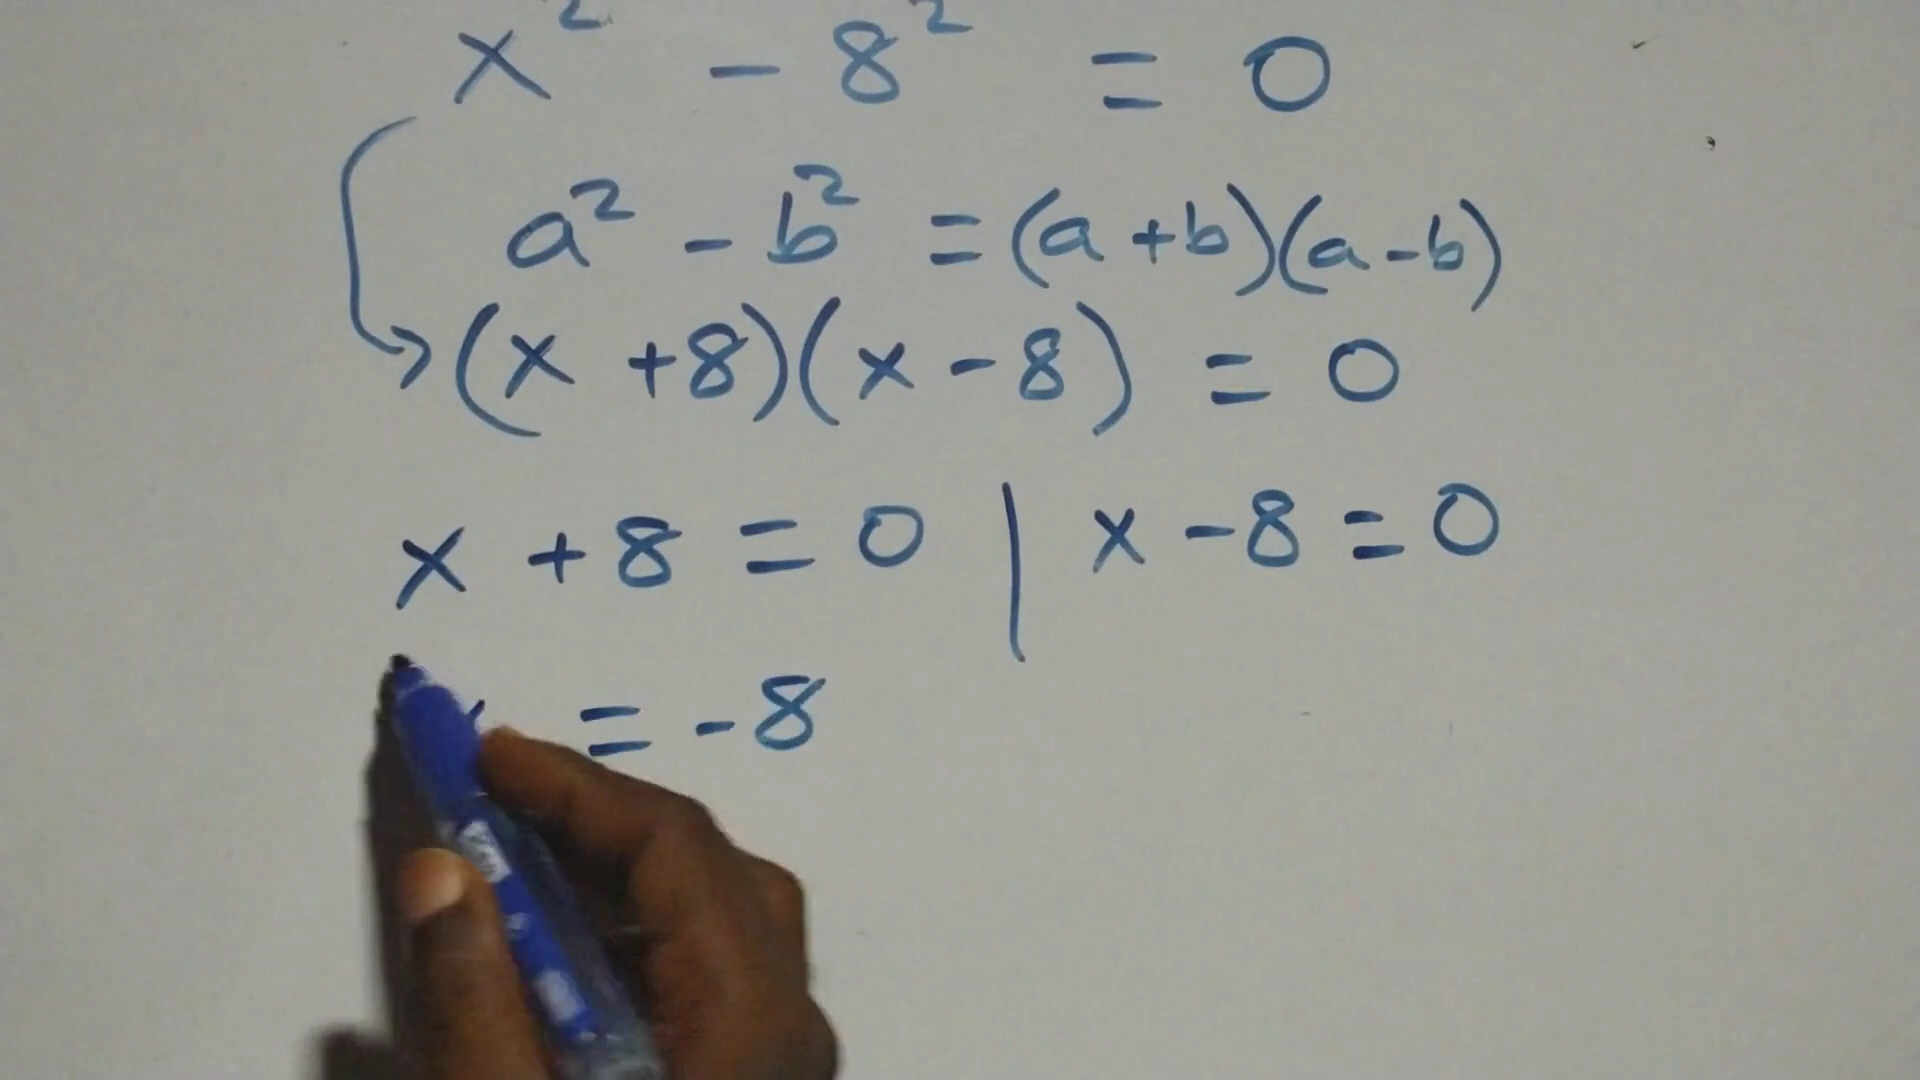 x² - 8² = 0
a² - b² = (a + b)(a - b)
(x + 8)(x - 8) = 0
x + 8 = 0 | x - 8 = 0
= -8